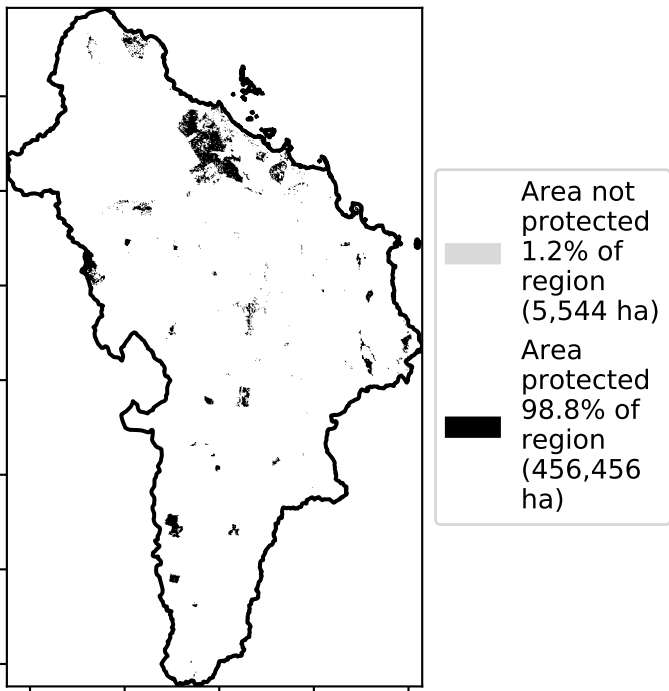 Area not
protected
1.2% of
region
(5,544 ha)
Area
protected
98.8% of
region
(456,456
ha)